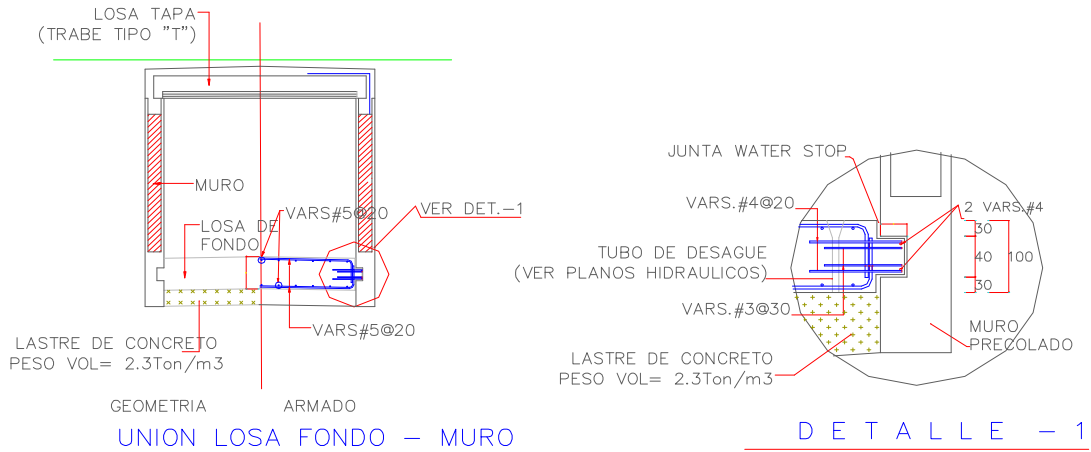 LOSA TAPA
(TRABE TIPO "T")
MURO
LOSA DE
FONDO
VARS#5@20
VER DET.-1
VARS#5@20
LASTRE DE CONCRETO
PESO VOL= 2.3Ton/m3
GEOMETRIA
ARMADO
UNION LOSA FONDO - MURO
JUNTA WATER STOP
VARS.#4@20
2 VARS.#4
30
40
100
30
TUBO DE DESAGUE
(VER PLANOS HIDRAULICOS)
VARS.#3@30
MURO
PRECOLADO
LASTRE DE CONCRETO
PESO VOL= 2.3Ton/m3
DETALLE -1